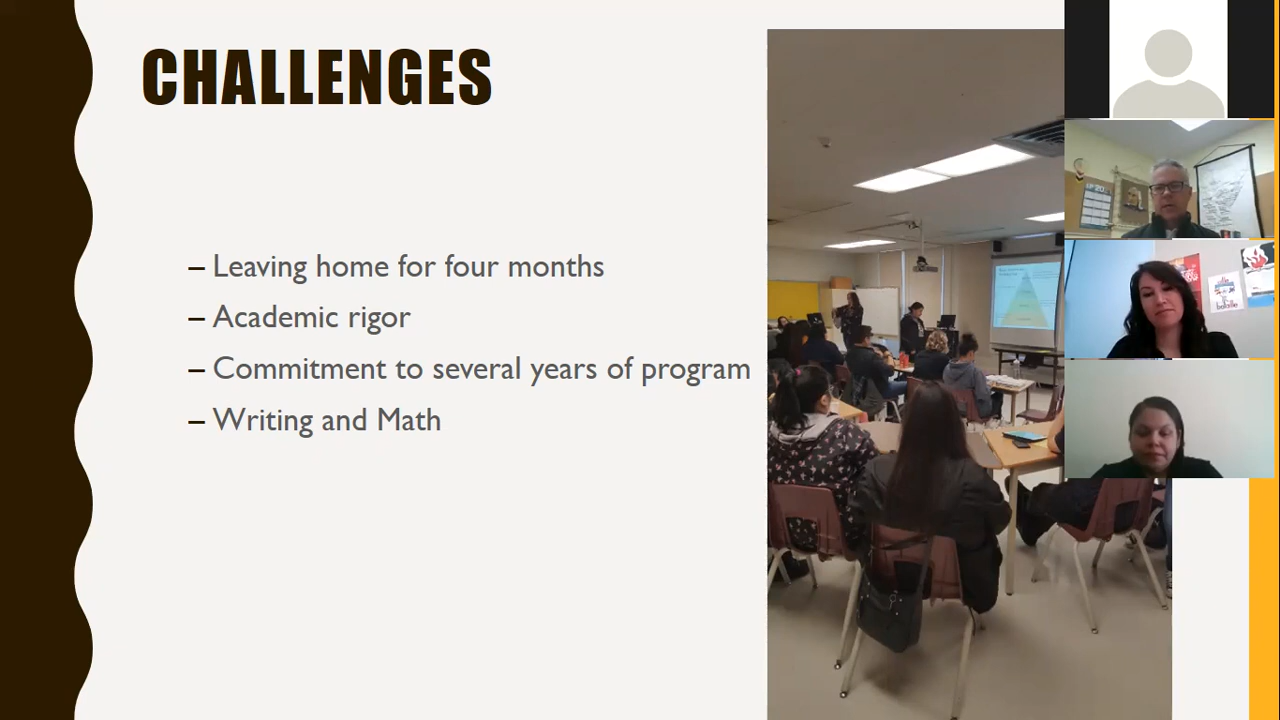 CHALLENGES
– Leaving home for four months
– Academic rigor
– Commitment to several years of program
– Writing and Math